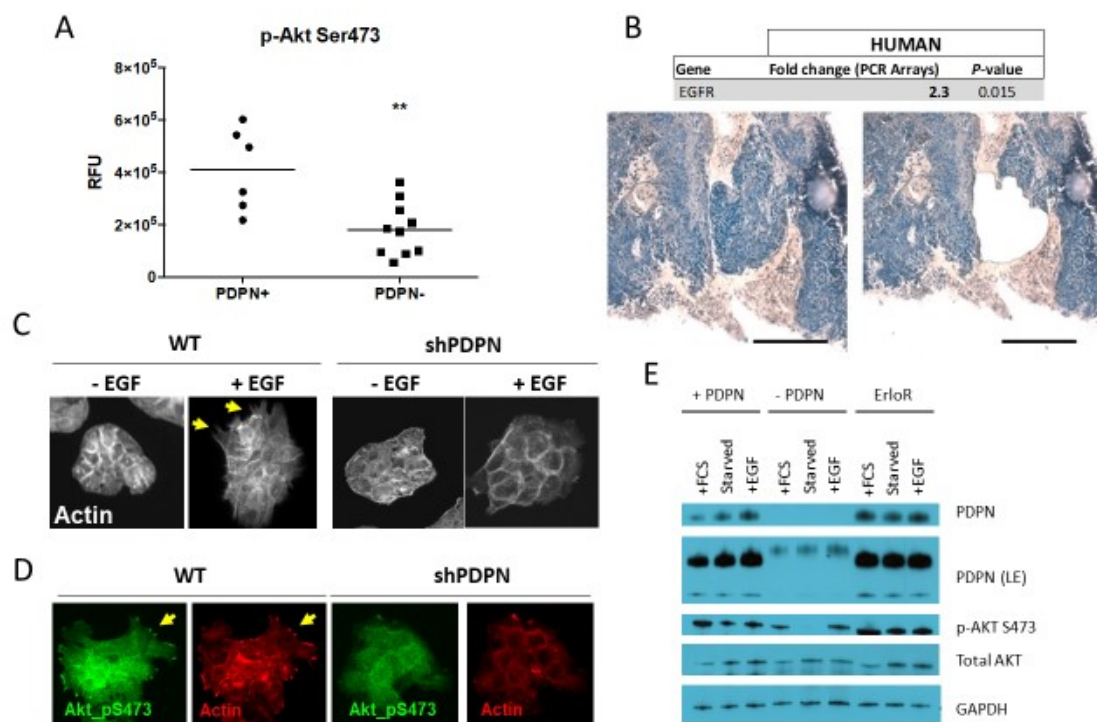 A
p-Akt Ser473
8×10⁵
6×10⁵
4×10⁵
2×10⁵
0
RFU
**
PDPN+ PDPN-
B
HUMAN
Gene Fold change (PCR Arrays) P-value
EGFR 2.3 0.015
C
WT shPDPN
- EGF + EGF - EGF + EGF
Actin
D
WT shPDPN
Akt_pS473 Actin Akt_pS473 Actin
E
+ PDPN - PDPN ErloR
+FCS Starved +EGF +FCS Starved +EGF +FCS Starved +EGF
PDPN
PDPN (LE)
p-AKT S473
Total AKT
GAPDH